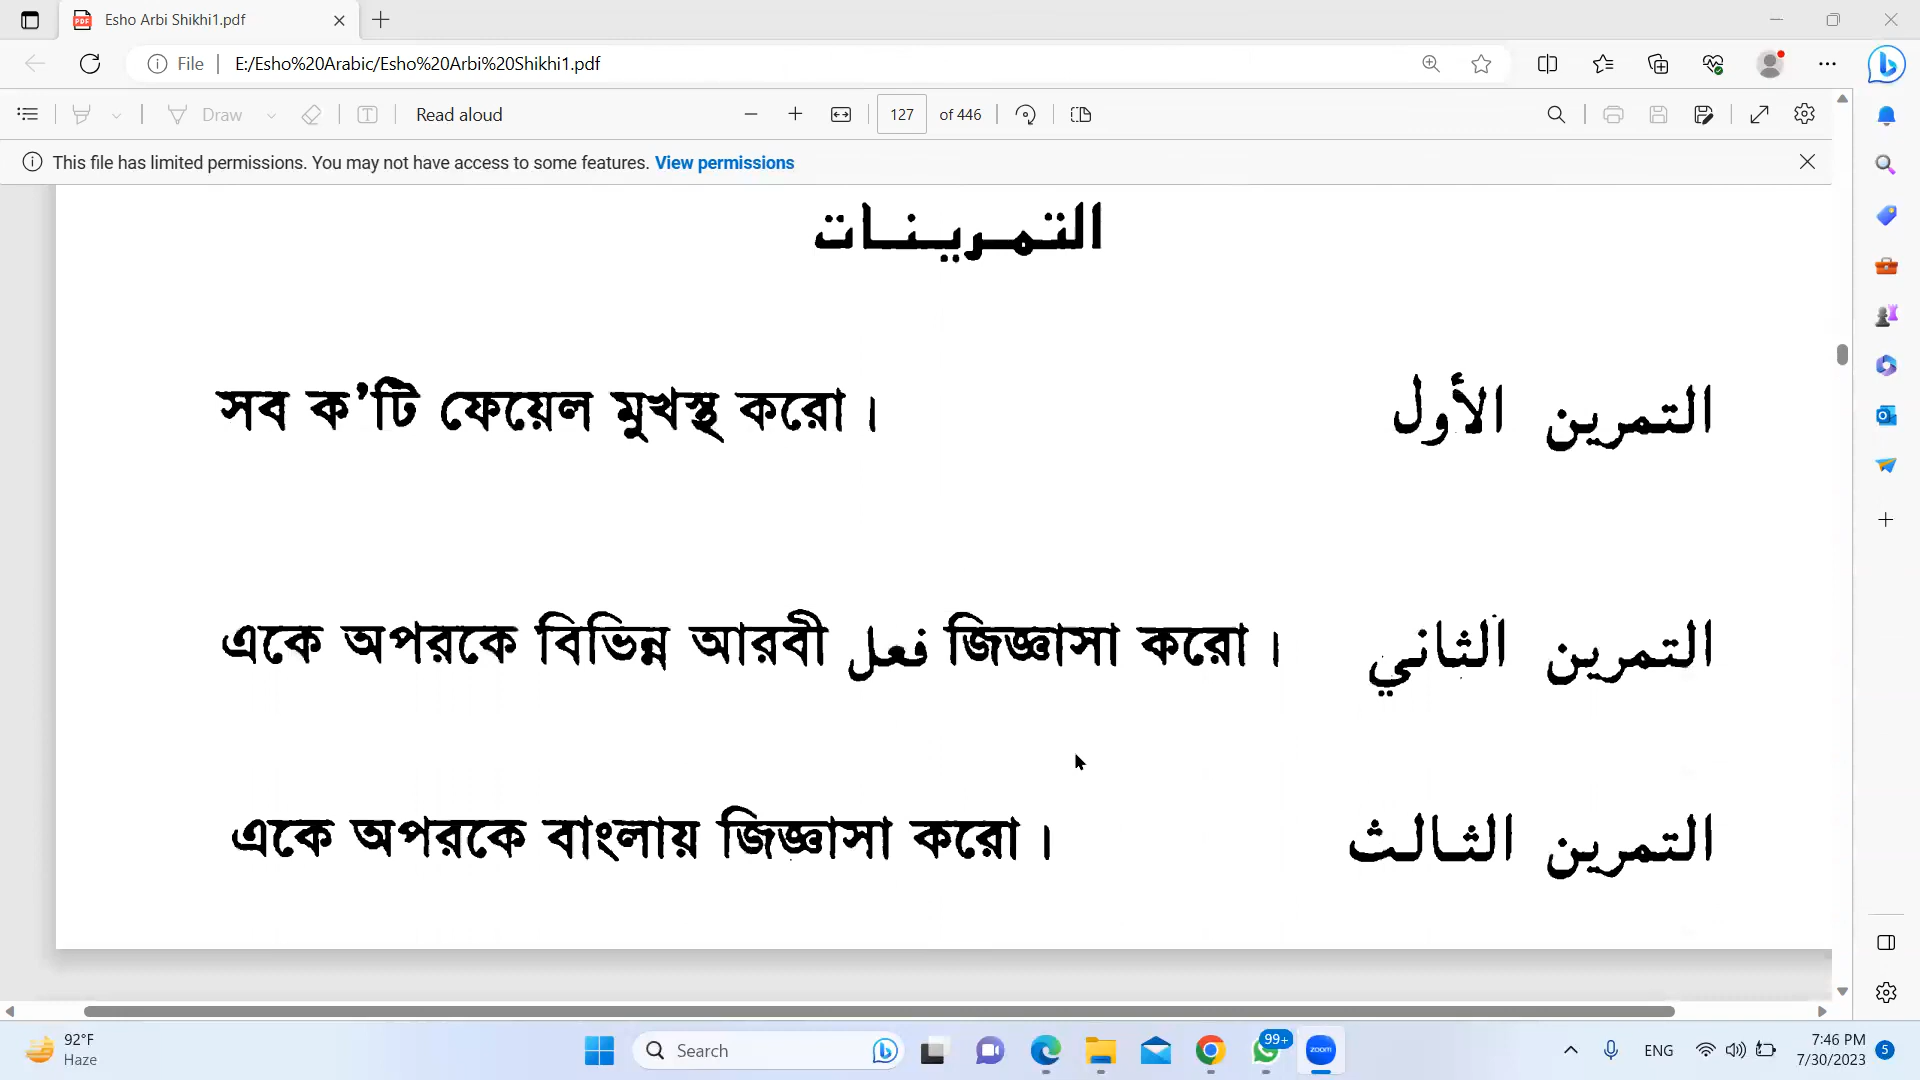 Esho Arbi Shikhi1.pdf
File E:/Esho%20Arabic/Esho%20Arbi%20Shikhi1.pdf
Draw Read aloud 127 of 446
This file has limited permissions. You may not have access to some features. View permissions
التمرينات
التمرين الأول সব ক'টি ফেয়েল মুখস্থ করো।
التمرين الثاني একে অপরকে বিভিন্ন আরবী فعل জিজ্ঞাসা করো।
التمرين الثالث একে অপরকে বাংলায় জিজ্ঞাসা করো।
92°F
Haze
Search
99+
zoom
ENG
7:46 PM
7/30/2023
5